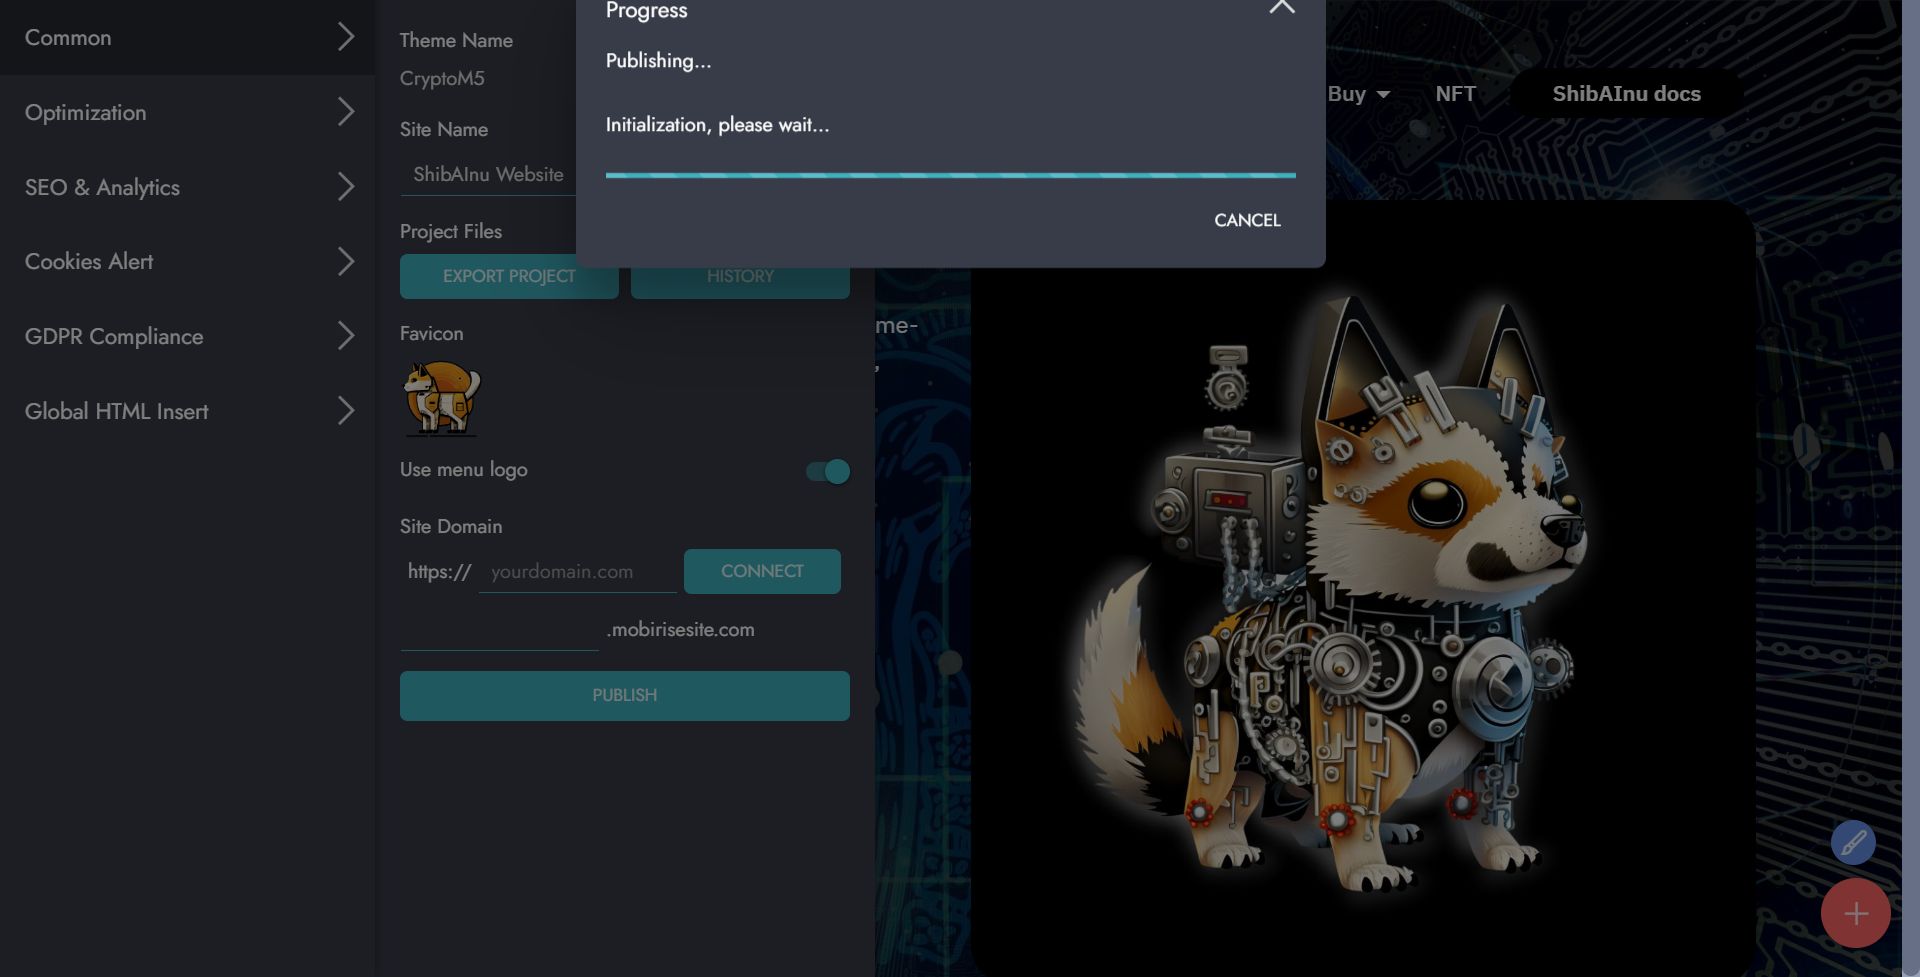 Common
Optimization
SEO & Analytics
Cookies Alert
GDPR Compliance
Global HTML Insert
Theme Name
CryptoM5
Site Name
ShibAInu Website
Project Files
EXPORT PROJECT
HISTORY
Favicon
Use menu logo
Site Domain
https://
yourdomain.com
CONNECT
.mobirisesite.com
PUBLISH
Progress
Publishing...
Initialization, please wait...
CANCEL
Buy
NFT
ShibAInu docs
me-
,